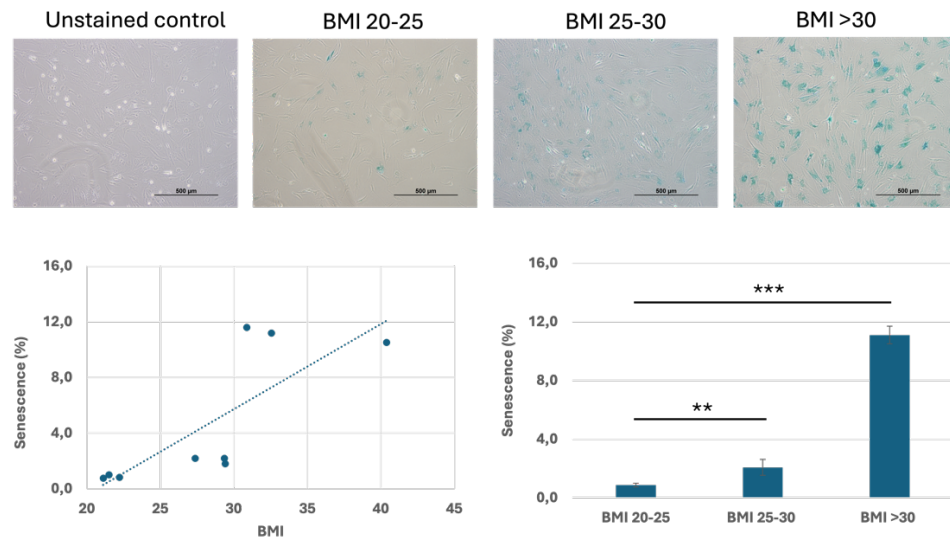 Unstained control
BMI 20-25
BMI 25-30
BMI >30
500 µm
500 µm
500 µm
500 µm
16,0
12,0
8,0
4,0
0,0
Senescence (%)
20
25
30
35
40
45
BMI
16,0
12,0
8,0
4,0
0,0
Senescence (%)
***
**
BMI 20-25
BMI 25-30
BMI >30